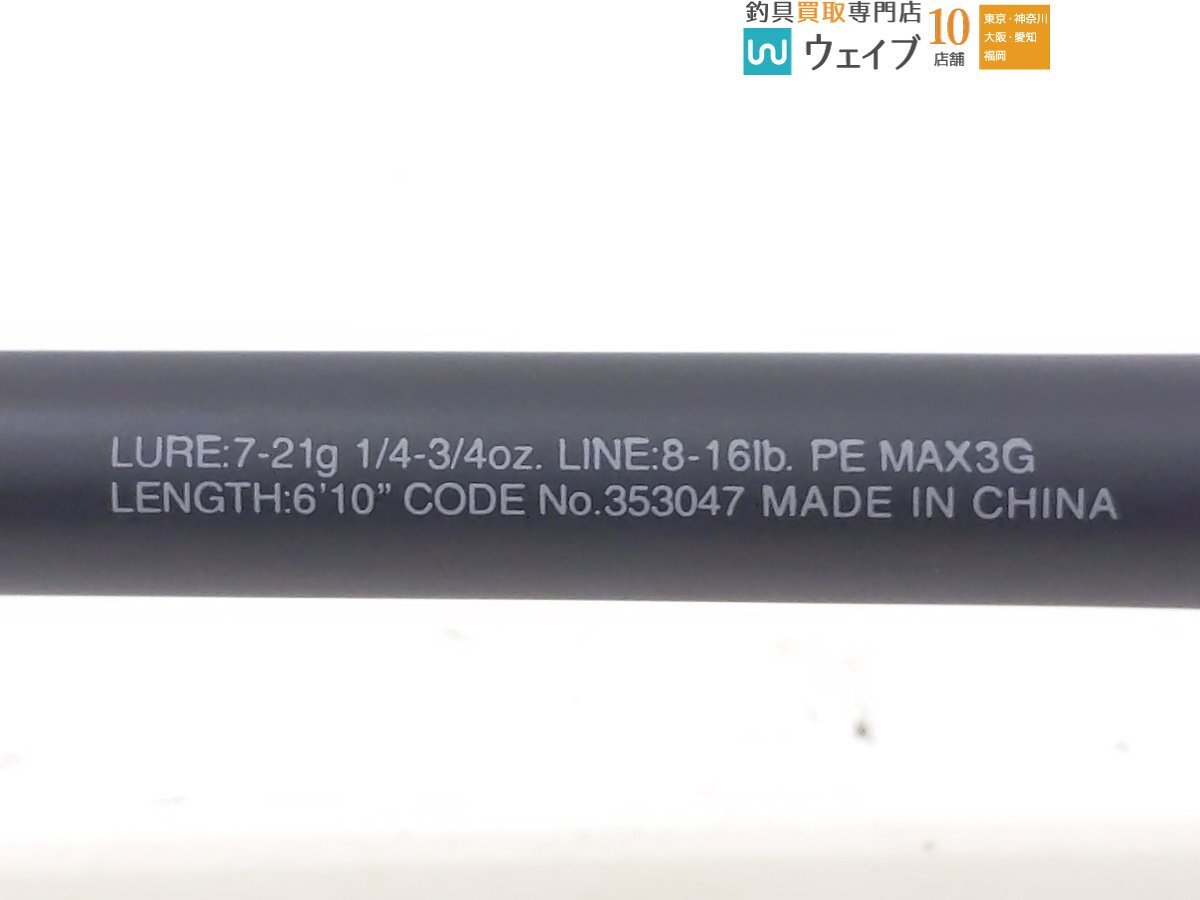 釣具買取専門店
ウェイブ
10
店舗
東京・神奈川
大阪・愛知
福岡
LURE:7-21g 1/4-3/4oz. LINE:8-16lb. PE MAX3G
LENGTH:6'10” CODE No.353047 MADE IN CHINA